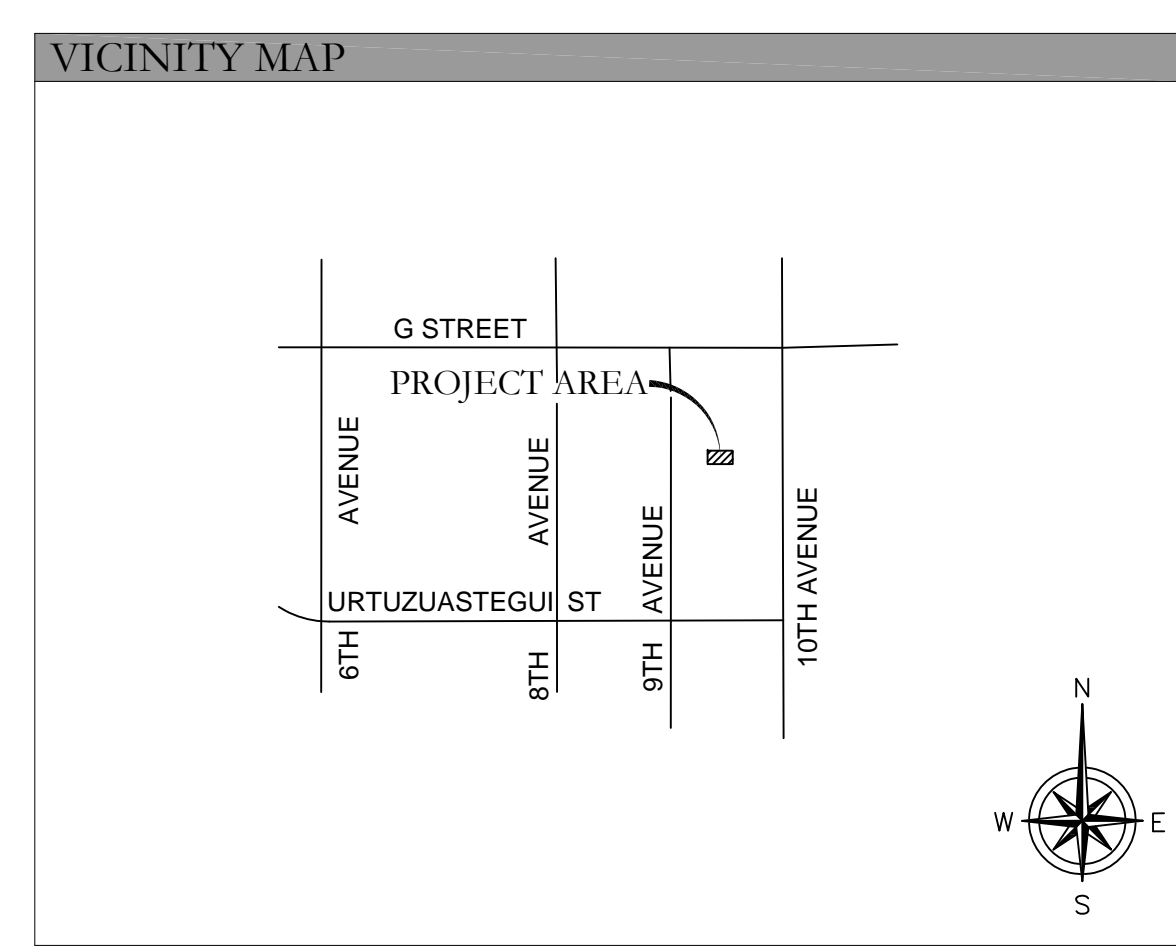 VICINITY MAP
G STREET
PROJECT AREA
AVENUE
AVENUE
AVENUE
10TH AVENUE
URTUZUASTEGUI ST
6TH
8TH
9TH
N
W
E
S